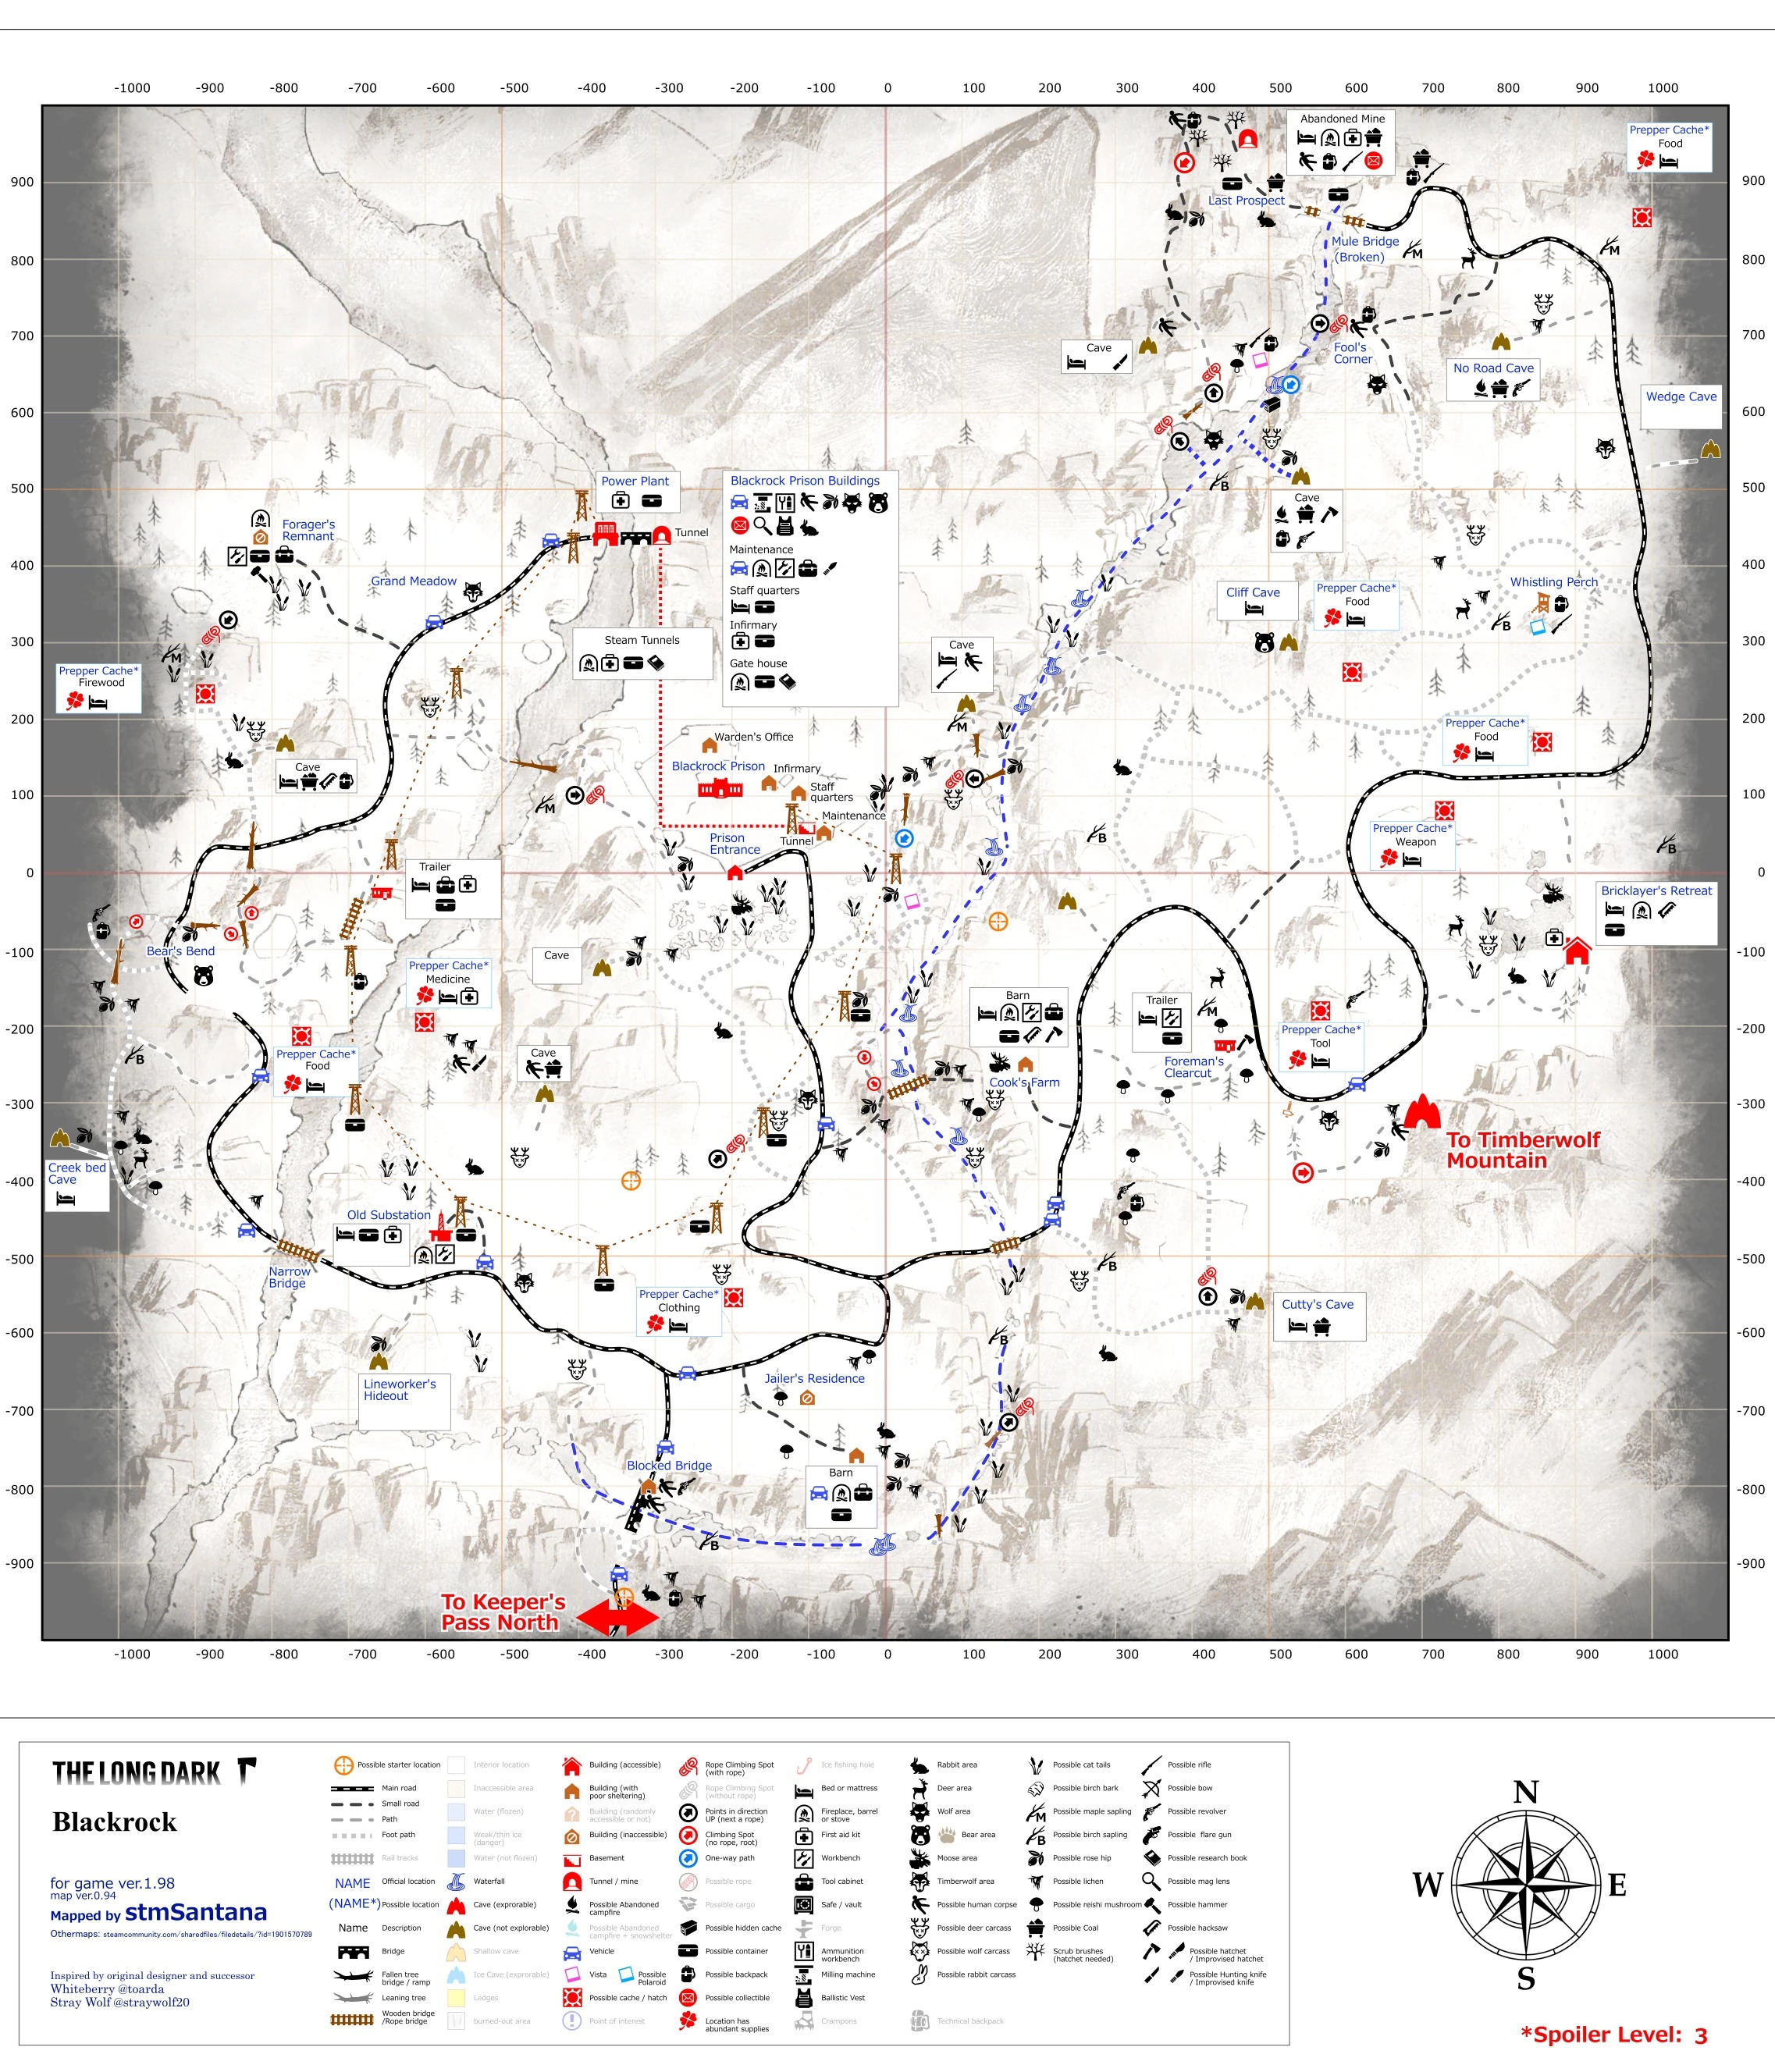 -1000 -900 -800 -700 -600 -500 -400 -300 -200 -100 0 100 200 300 400 500 600 700 800 900 1000
Abandoned Mine
Prepper Cache*
Food
900 900
Last Prospect
Mule Bridge
(Broken)
800 800
700 700
Cave
Fool's
Corner
No Road Cave
Wedge Cave
600 600
Power Plant
Blackrock Prison Buildings
500 500
Cave
Forager's
Remnant
Tunnel
Maintenance
Staff quarters
Infirmary
Gate house
400 400
Grand Meadow
Cliff Cave
Prepper Cache*
Food
Whistling Perch
Steam Tunnels
300 300
Cave
Prepper Cache*
Firewood
200 200
Prepper Cache*
Food
Warden's Office
Blackrock Prison
Infirmary
Staff
quarters
Cave
100 100
Maintenance
Tunnel
Prison
Entrance
Prepper Cache*
Weapon
0 0
Trailer
Bricklayer's Retreat
Bear's Bend
-100 -100
Cave
Prepper Cache*
Medicine
Barn
Trailer
-200 -200
Prepper Cache*
Tool
Prepper Cache*
Food
Cave
Cook's Farm
Foreman's
Clearcut
-300 -300
To Timberwolf
Mountain
Creek bed
Cave
-400 -400
Old Substation
-500 -500
Narrow
Bridge
Prepper Cache*
Clothing
Cutty's Cave
-600 -600
Lineworker's
Hideout
Jailer's Residence
-700 -700
Blocked Bridge
Barn
-800 -800
-900 -900
To Keeper's
Pass North
-1000 -900 -800 -700 -600 -500 -400 -300 -200 -100 0 100 200 300 400 500 600 700 800 900 1000
THE LONG DARK
Blackrock
for game ver.1.98
map ver.0.94
Mapped by stmSantana
Othermaps: steamcommunity.com/sharedfiles/filedetails/?id=1901570789
Inspired by original designer and successor
Whiteberry @toarda
Stray Wolf @straywolf20
Possible starter location
Main road
Small road
Path
Foot path
Rail tracks
NAME Official location
(NAME*) Possible location
Name Description
Bridge
Fallen tree
bridge / ramp
Leaning tree
Wooden bridge
/Rope bridge
Interior location
Inaccessible area
Water (flozen)
Weak/thin ice
(danger)
Water (not flozen)
Waterfall
Cave (exprorable)
Cave (not explorable)
Shallow cave
Ice Cave (exprorable)
Ledges
burned-out area
Building (accessible)
Building (with
poor sheltering)
Building (randomly
accessible or not)
Building (inaccessible)
Basement
Tunnel / mine
Possible Abandoned
campfire
Possible Abandoned
campfire + snowshelter
Vehicle
Vista
Possible
Polaroid
Possible cache / hatch
Point of interest
Rope Climbing Spot
(with rope)
Rope Climbing Spot
(without rope)
Points in direction
UP (next a rope)
Climbing Spot
(no rope, root)
One-way path
Possible rope
Possible cargo
Possible hidden cache
Possible container
Possible backpack
Possible collectible
Location has
abundant supplies
Ice fishing hole
Bed or mattress
Fireplace, barrel
or stove
First aid kit
Workbench
Tool cabinet
Safe / vault
Forge
Ammunition
workbench
Milling machine
Ballistic Vest
Crampons
Rabbit area
Deer area
Wolf area
Bear area
Moose area
Timberwolf area
Possible human corpse
Possible deer carcass
Possible wolf carcass
Possible rabbit carcass
Technical backpack
Possible cat tails
Possible birch bark
Possible maple sapling
Possible birch sapling
Possible rose hip
Possible lichen
Possible reishi mushroom
Possible Coal
Scrub brushes
(hatchet needed)
Possible rifle
Possible bow
Possible revolver
Possible flare gun
Possible research book
Possible mag lens
Possible hammer
Possible hacksaw
Possible hatchet
/ Improvised hatchet
Possible Hunting knife
/ Improvised knife
N
W E
S
*Spoiler Level: 3